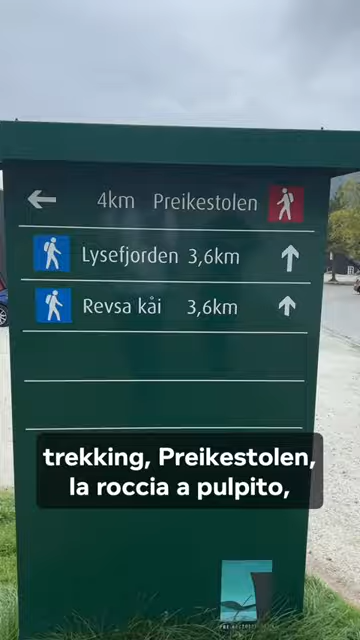 4km Preikestolen
Lysefjorden 3,6km
Revsa kåi 3,6km
trekking, Preikestolen,
la roccia a pulpito,